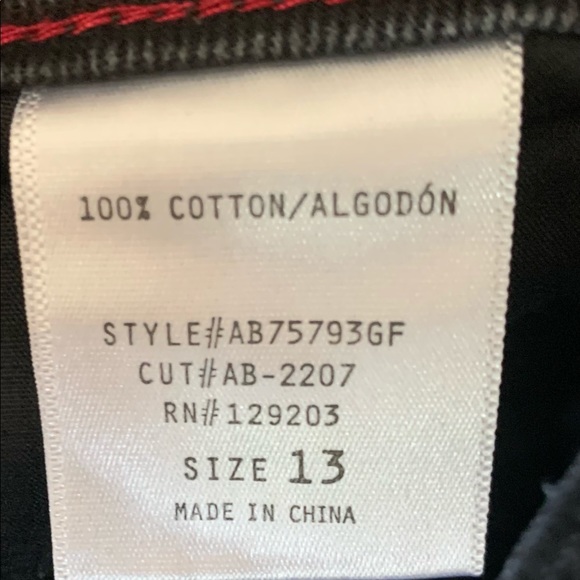 100% COTTON/ALGODÓN
STYLE#AB75793GF
CUT#AB-2207
RN#129203
SIZE 13
MADE IN CHINA